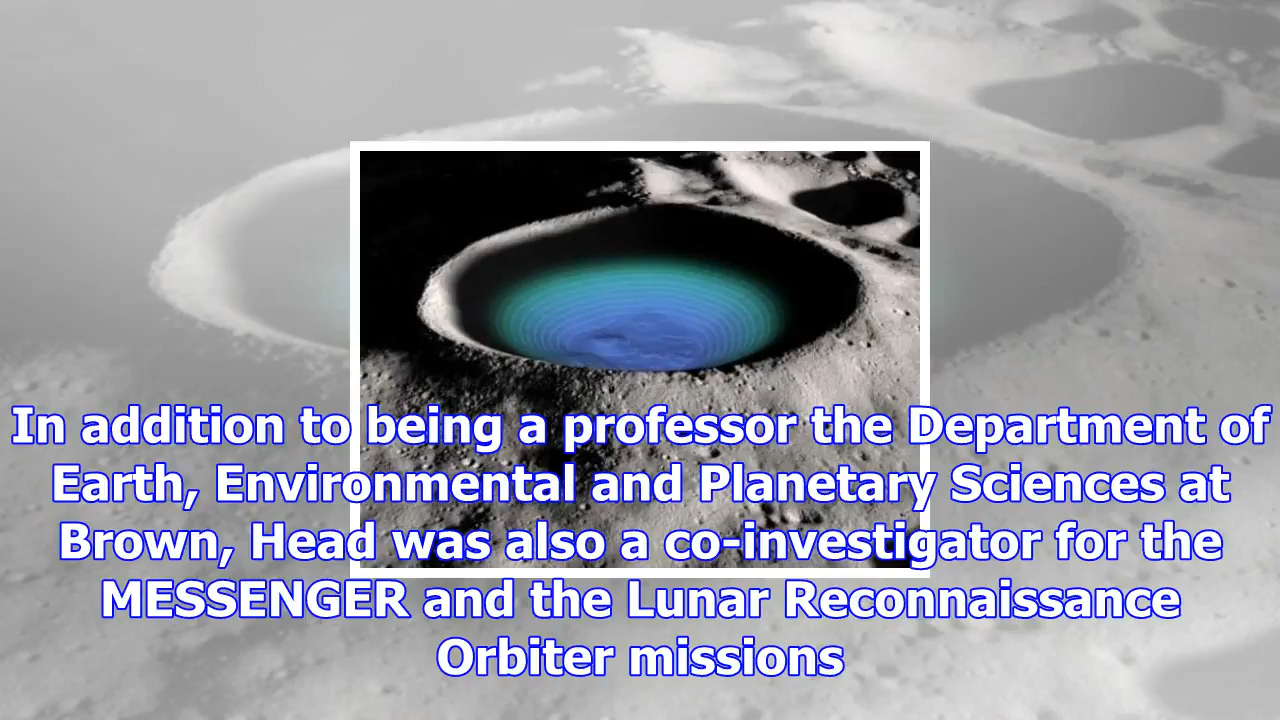 In addition to being a professor the Department of
Earth, Environmental and Planetary Sciences at
Brown, Head was also a co-investigator for the
MESSENGER and the Lunar Reconnaissance
Orbiter missions